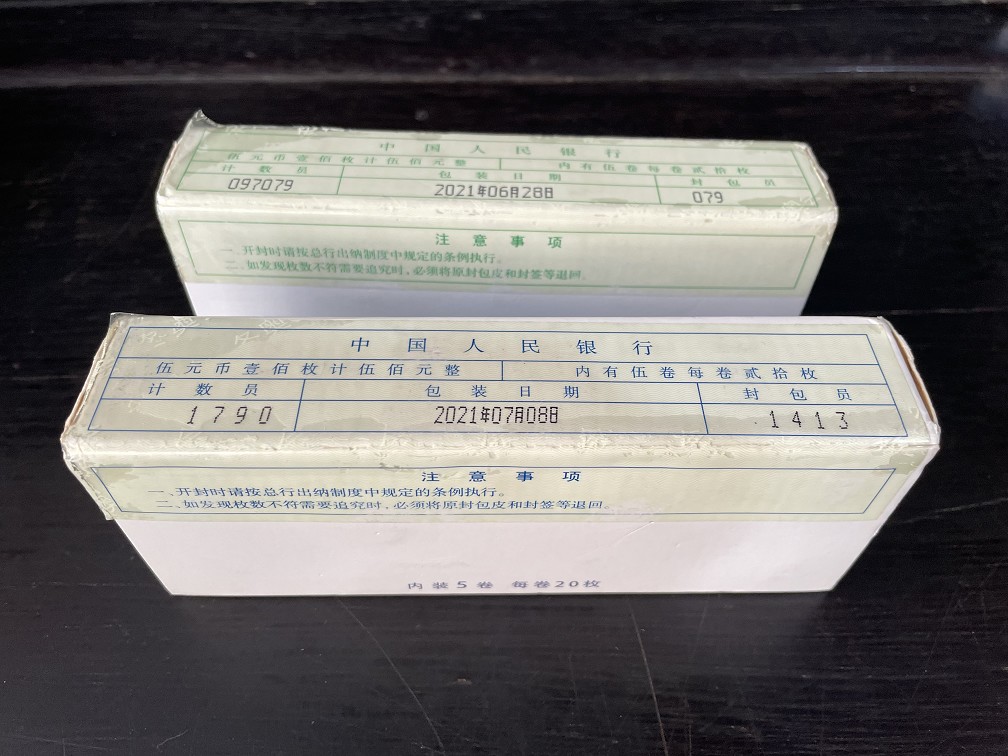 中国人民银行
伍元币壹佰枚计伍佰元整 内有伍卷每卷贰拾枚
计数员 包装日期 封包员
097079 2021年06月28日 079
注意事项
一、开封时请按总行出纳制度中规定的条例执行。
二、如发现枚数不符需要追究时,必须将原封包皮和封签等退回。
中国人民银行
伍元币壹佰枚计伍佰元整 内有伍卷每卷贰拾枚
计数员 包装日期 封包员
1790 2021年07月08日 1413
注意事项
一、开封时请按总行出纳制度中规定的条例执行。
二、如发现枚数不符需要追究时,必须将原封包皮和封签等退回。
内装5卷 每卷20枚